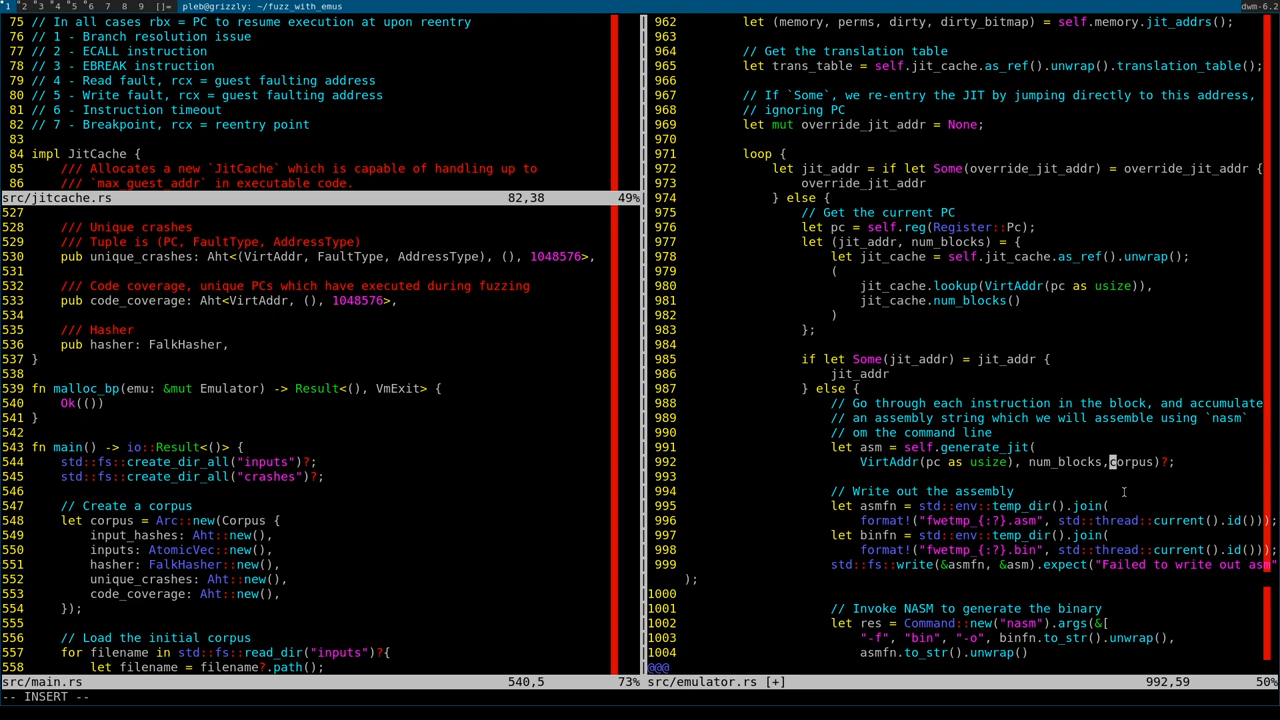 1 2 3 4 5 6 7 8 9 []= pleb@grizzly: ~/fuzz_with_emus dwm-6.2
75 // In all cases rbx = PC to resume execution at upon reentry
76 // 1 - Branch resolution issue
77 // 2 - ECALL instruction
78 // 3 - EBREAK instruction
79 // 4 - Read fault, rcx = guest faulting address
80 // 5 - Write fault, rcx = guest faulting address
81 // 6 - Instruction timeout
82 // 7 - Breakpoint, rcx = reentry point
83
84 impl JitCache {
85     /// Allocates a new `JitCache` which is capable of handling up to
86     /// `max_guest_addr` in executable code.
src/jitcache.rs 82,38 49%
527
528     /// Unique crashes
529     /// Tuple is (PC, FaultType, AddressType)
530     pub unique_crashes: Aht<(VirtAddr, FaultType, AddressType), (), 1048576>,
531
532     /// Code coverage, unique PCs which have executed during fuzzing
533     pub code_coverage: Aht<VirtAddr, (), 1048576>,
534
535     /// Hasher
536     pub hasher: FalkHasher,
537 }
538
539 fn malloc_bp(emu: &mut Emulator) -> Result<(), VmExit> {
540     Ok(())
541 }
542
543 fn main() -> io::Result<()> {
544     std::fs::create_dir_all("inputs")?;
545     std::fs::create_dir_all("crashes")?;
546
547     // Create a corpus
548     let corpus = Arc::new(Corpus {
549         input_hashes: Aht::new(),
550         inputs: AtomicVec::new(),
551         hasher: FalkHasher::new(),
552         unique_crashes: Aht::new(),
553         code_coverage: Aht::new(),
554     });
555
556     // Load the initial corpus
557     for filename in std::fs::read_dir("inputs")?{
558         let filename = filename?.path();
src/main.rs 540,5 73%
-- INSERT --
962         let (memory, perms, dirty, dirty_bitmap) = self.memory.jit_addrs();
963
964         // Get the translation table
965         let trans_table = self.jit_cache.as_ref().unwrap().translation_table();
966
967         // If `Some`, we re-entry the JIT by jumping directly to this address,
968         // ignoring PC
969         let mut override_jit_addr = None;
970
971         loop {
972             let jit_addr = if let Some(override_jit_addr) = override_jit_addr {
973                 override_jit_addr
974             } else {
975                 // Get the current PC
976                 let pc = self.reg(Register::Pc);
977                 let (jit_addr, num_blocks) = {
978                     let jit_cache = self.jit_cache.as_ref().unwrap();
979                     (
980                         jit_cache.lookup(VirtAddr(pc as usize)),
981                         jit_cache.num_blocks()
982                     )
983                 };
984
985                 if let Some(jit_addr) = jit_addr {
986                     jit_addr
987                 } else {
988                     // Go through each instruction in the block, and accumulate
989                     // an assembly string which we will assemble using `nasm`
990                     // om the command line
991                     let asm = self.generate_jit(
992                         VirtAddr(pc as usize), num_blocks,corpus)?;
993
994                     // Write out the assembly
995                     let asmfn = std::env::temp_dir().join(
996                         format!("fwetmp_{:?}.asm", std::thread::current().id()));
997                     let binfn = std::env::temp_dir().join(
998                         format!("fwetmp_{:?}.bin", std::thread::current().id()));
999                     std::fs::write(&asmfn, &asm).expect("Failed to write out asm"
);
1000
1001                     // Invoke NASM to generate the binary
1002                     let res = Command::new("nasm").args(&[
1003                         "-f", "bin", "-o", binfn.to_str().unwrap(),
1004                         asmfn.to_str().unwrap()
@@@
src/emulator.rs [+] 992,59 50%